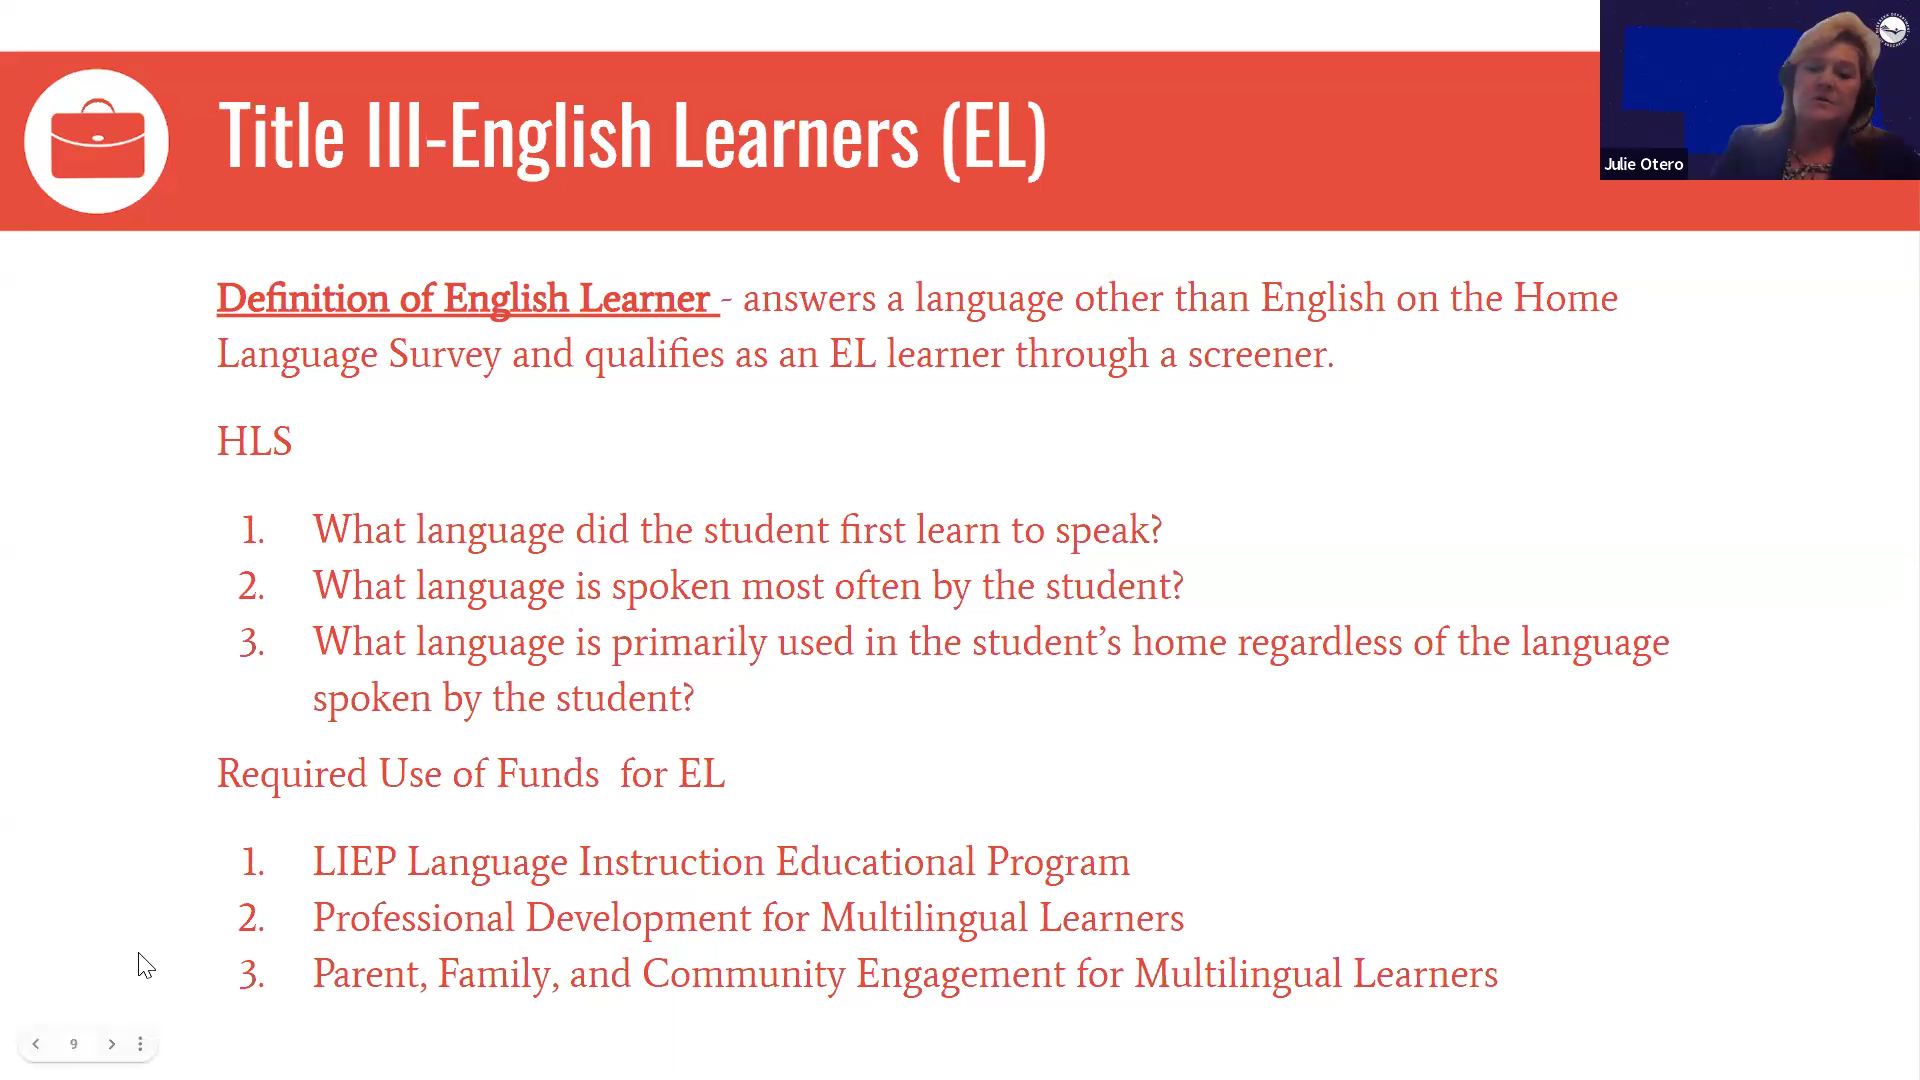 Title III-English Learners (EL)
Julie Otero
Definition of English Learner - answers a language other than English on the Home
Language Survey and qualifies as an EL learner through a screener.
HLS
1. What language did the student first learn to speak?
2. What language is spoken most often by the student?
3. What language is primarily used in the student’s home regardless of the language
spoken by the student?
Required Use of Funds  for EL
1. LIEP Language Instruction Educational Program
2. Professional Development for Multilingual Learners
3. Parent, Family, and Community Engagement for Multilingual Learners
9